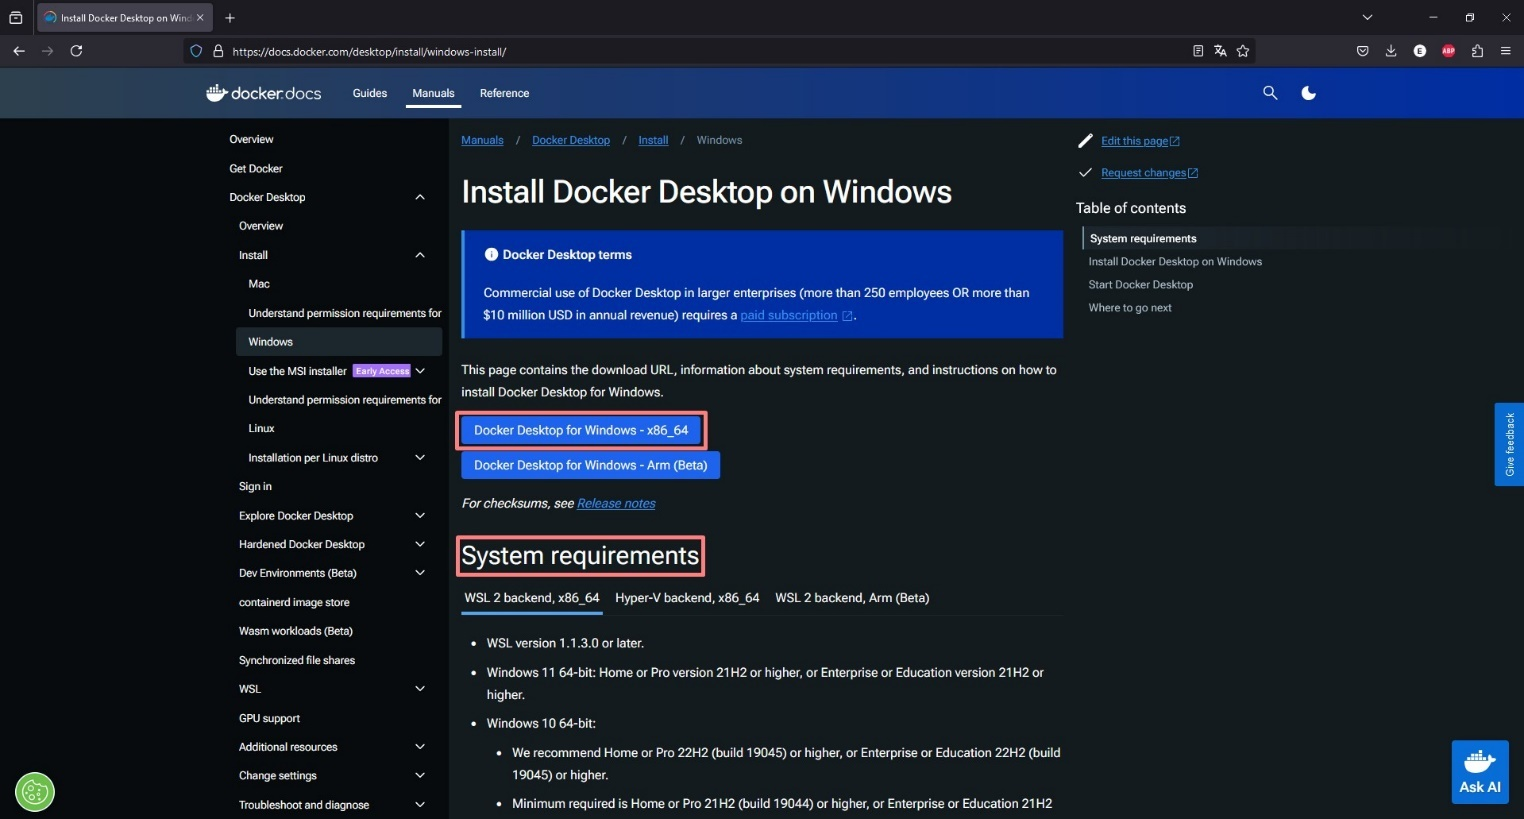 Install Docker Desktop on Wind
https://docs.docker.com/desktop/install/windows-install/
E
ABP
docker.docs
Guides
Manuals
Reference
Overview
Get Docker
Docker Desktop
Overview
Install
Mac
Understand permission requirements for
Windows
Use the MSI installer Early Access
Understand permission requirements for
Linux
Installation per Linux distro
Sign in
Explore Docker Desktop
Hardened Docker Desktop
Dev Environments (Beta)
containerd image store
Wasm workloads (Beta)
Synchronized file shares
WSL
GPU support
Additional resources
Change settings
Troubleshoot and diagnose
Manuals / Docker Desktop / Install / Windows
Install Docker Desktop on Windows
Docker Desktop terms
Commercial use of Docker Desktop in larger enterprises (more than 250 employees OR more than
$10 million USD in annual revenue) requires a paid subscription.
This page contains the download URL, information about system requirements, and instructions on how to
install Docker Desktop for Windows.
Docker Desktop for Windows - x86_64
Docker Desktop for Windows - Arm (Beta)
For checksums, see Release notes
System requirements
WSL 2 backend, x86_64
Hyper-V backend, x86_64
WSL 2 backend, Arm (Beta)
• WSL version 1.1.3.0 or later.
• Windows 11 64-bit: Home or Pro version 21H2 or higher, or Enterprise or Education version 21H2 or
higher.
• Windows 10 64-bit:
• We recommend Home or Pro 22H2 (build 19045) or higher, or Enterprise or Education 22H2 (build
19045) or higher.
• Minimum required is Home or Pro 21H2 (build 19044) or higher, or Enterprise or Education 21H2
Edit this page
Request changes
Table of contents
System requirements
Install Docker Desktop on Windows
Start Docker Desktop
Where to go next
Give feedback
Ask AI